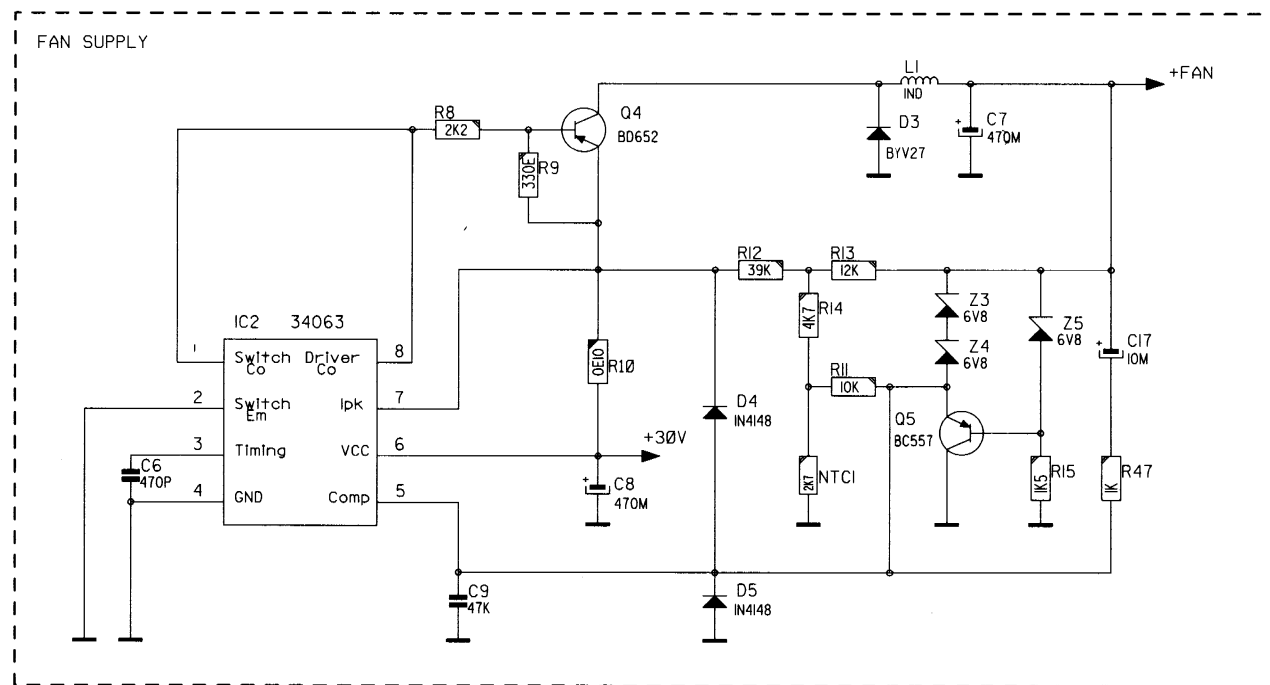 FAN SUPPLY
L1
IND
+FAN
R8
2K2
Q4
BD652
D3
BYV27
+
C7
470M
330E
R9
R12
39K
R13
12K
4K7
R14
Z3
6V8
Z4
6V8
Z5
6V8
+
C17
10M
IC2 34063
1
Switch
Co
Driver
Co
8
2
Switch
Em
Ipk
7
3
Timing
VCC
6
4
GND
Comp
5
0E10
R10
D4
IN4148
R11
10K
Q5
BC557
+30V
C6
470P
+
C8
470M
2K7
NTC1
1K5
R15
1K
R47
C9
47K
D5
IN4148